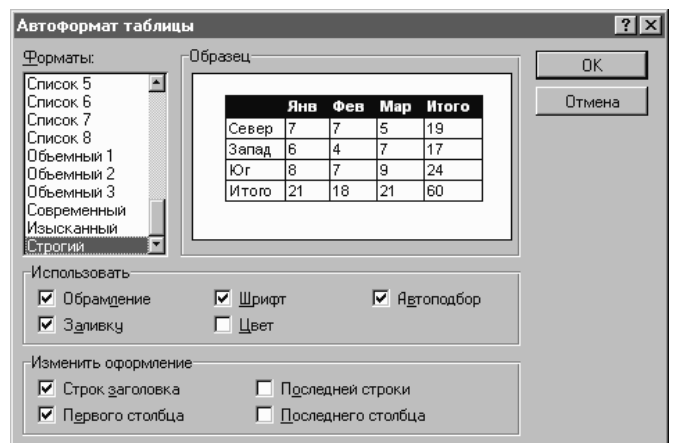 Автоформат таблицы
Форматы:
Список 5
Список 6
Список 7
Список 8
Объемный 1
Объемный 2
Объемный 3
Современный
Изысканный
Строгий
Образец
Янв Фев Мар Итого
Север 7 7 5 19
Запад 6 4 7 17
Юг 8 7 9 24
Итого 21 18 21 60
OK
Отмена
Использовать
Обрамление Шрифт Автоподбор
Заливку Цвет
Изменить оформление
Строк заголовка Последней строки
Первого столбца Последнего столбца